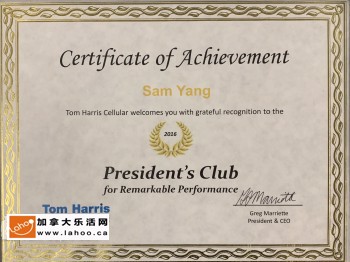 Certificate of Achievement
Sam Yang
Tom Harris Cellular welcomes you with grateful recognition to the
2016
President's Club
for Remarkable Performance
Tom Harris
Greg Marriette
President & CEO
Lahoo
加拿大乐活网
www.lahoo.ca